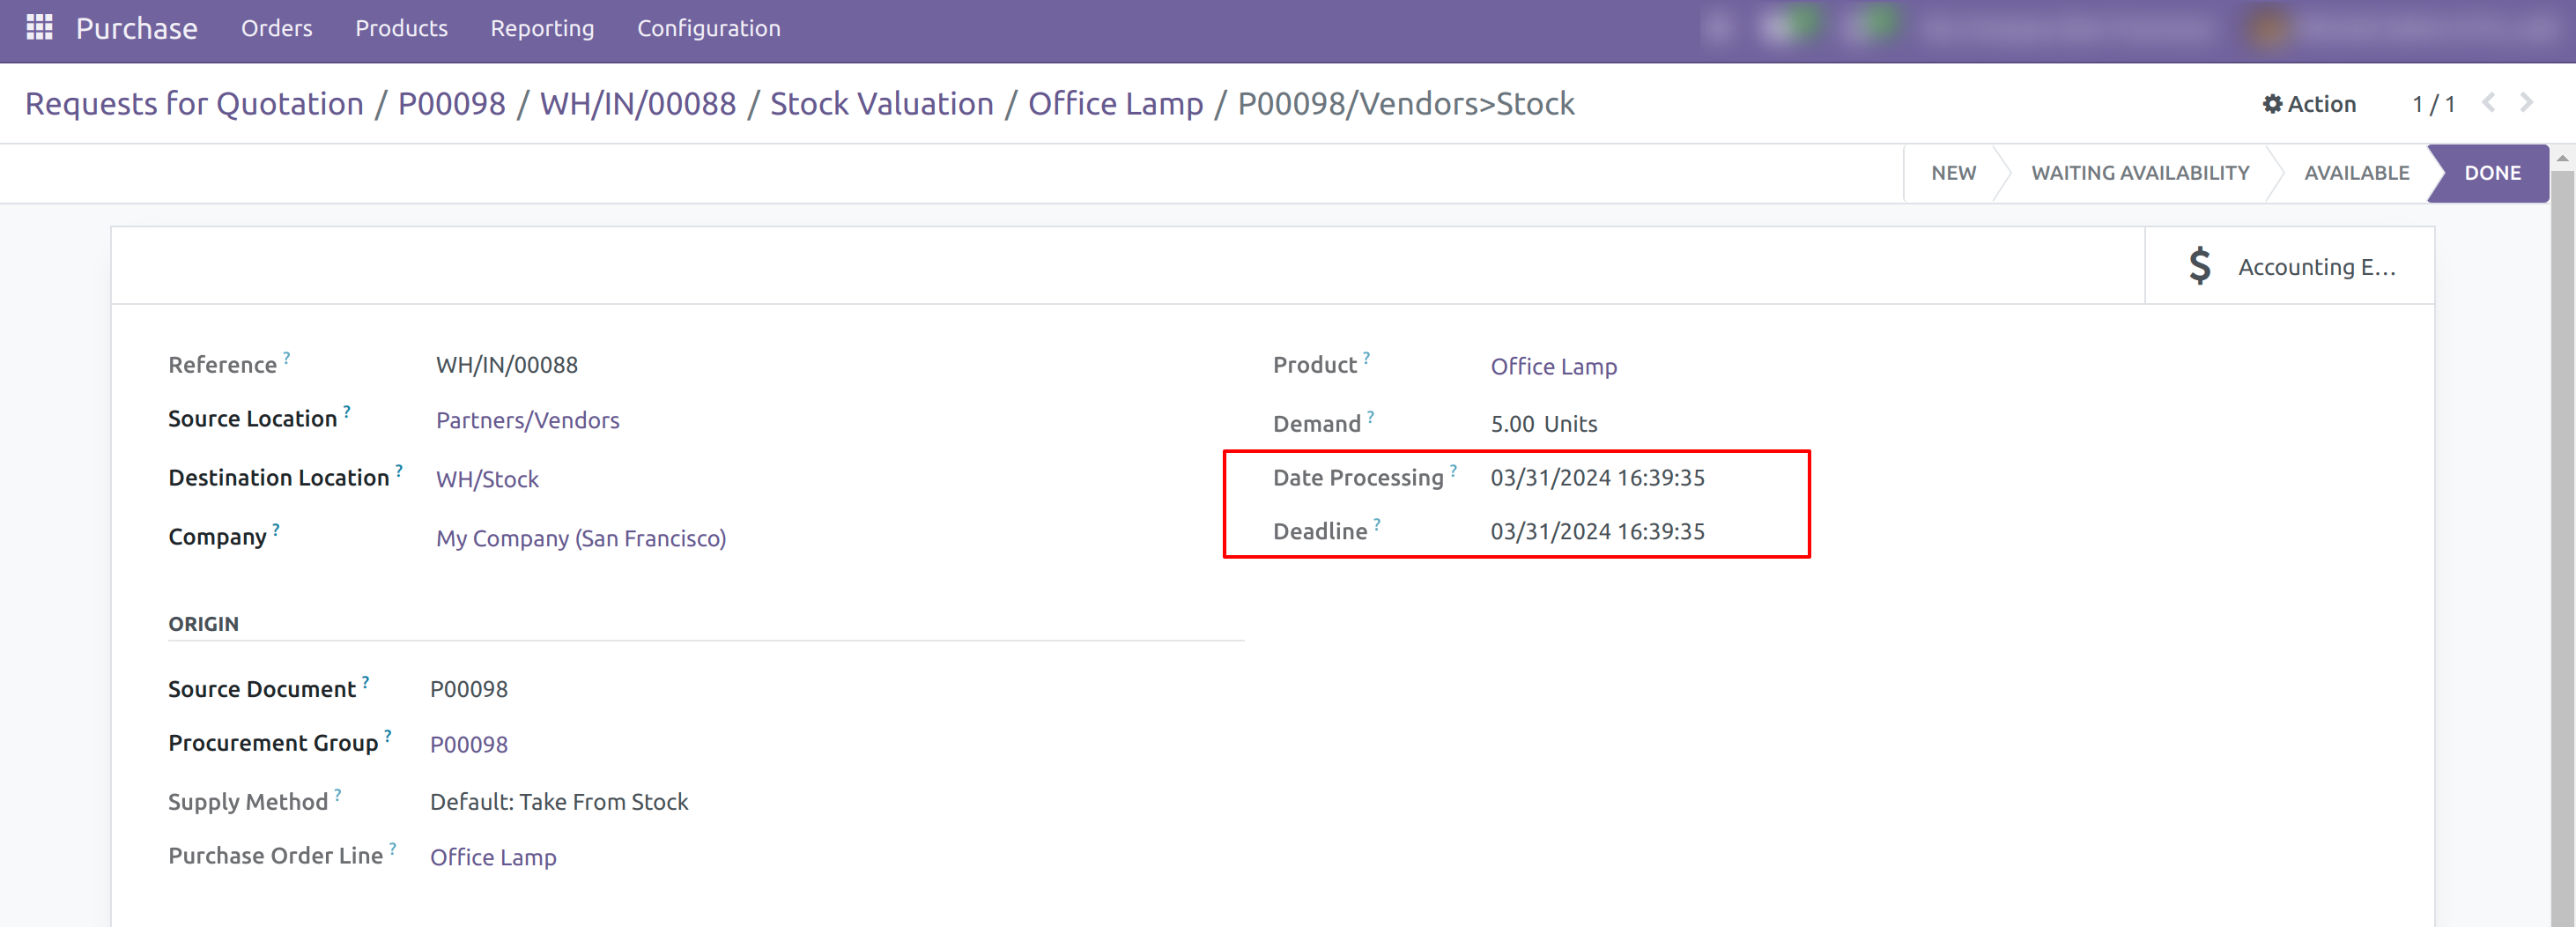 Purchase Orders Products Reporting Configuration
Requests for Quotation / P00098 / WH/IN/00088 / Stock Valuation / Office Lamp / P00098/Vendors>Stock Action 1 / 1
NEW WAITING AVAILABILITY AVAILABLE DONE
$ Accounting E...
Reference ? WH/IN/00088
Source Location ? Partners/Vendors
Destination Location ? WH/Stock
Company ? My Company (San Francisco)
Product ? Office Lamp
Demand ? 5.00 Units
Date Processing ? 03/31/2024 16:39:35
Deadline ? 03/31/2024 16:39:35
ORIGIN
Source Document ? P00098
Procurement Group ? P00098
Supply Method ? Default: Take From Stock
Purchase Order Line ? Office Lamp